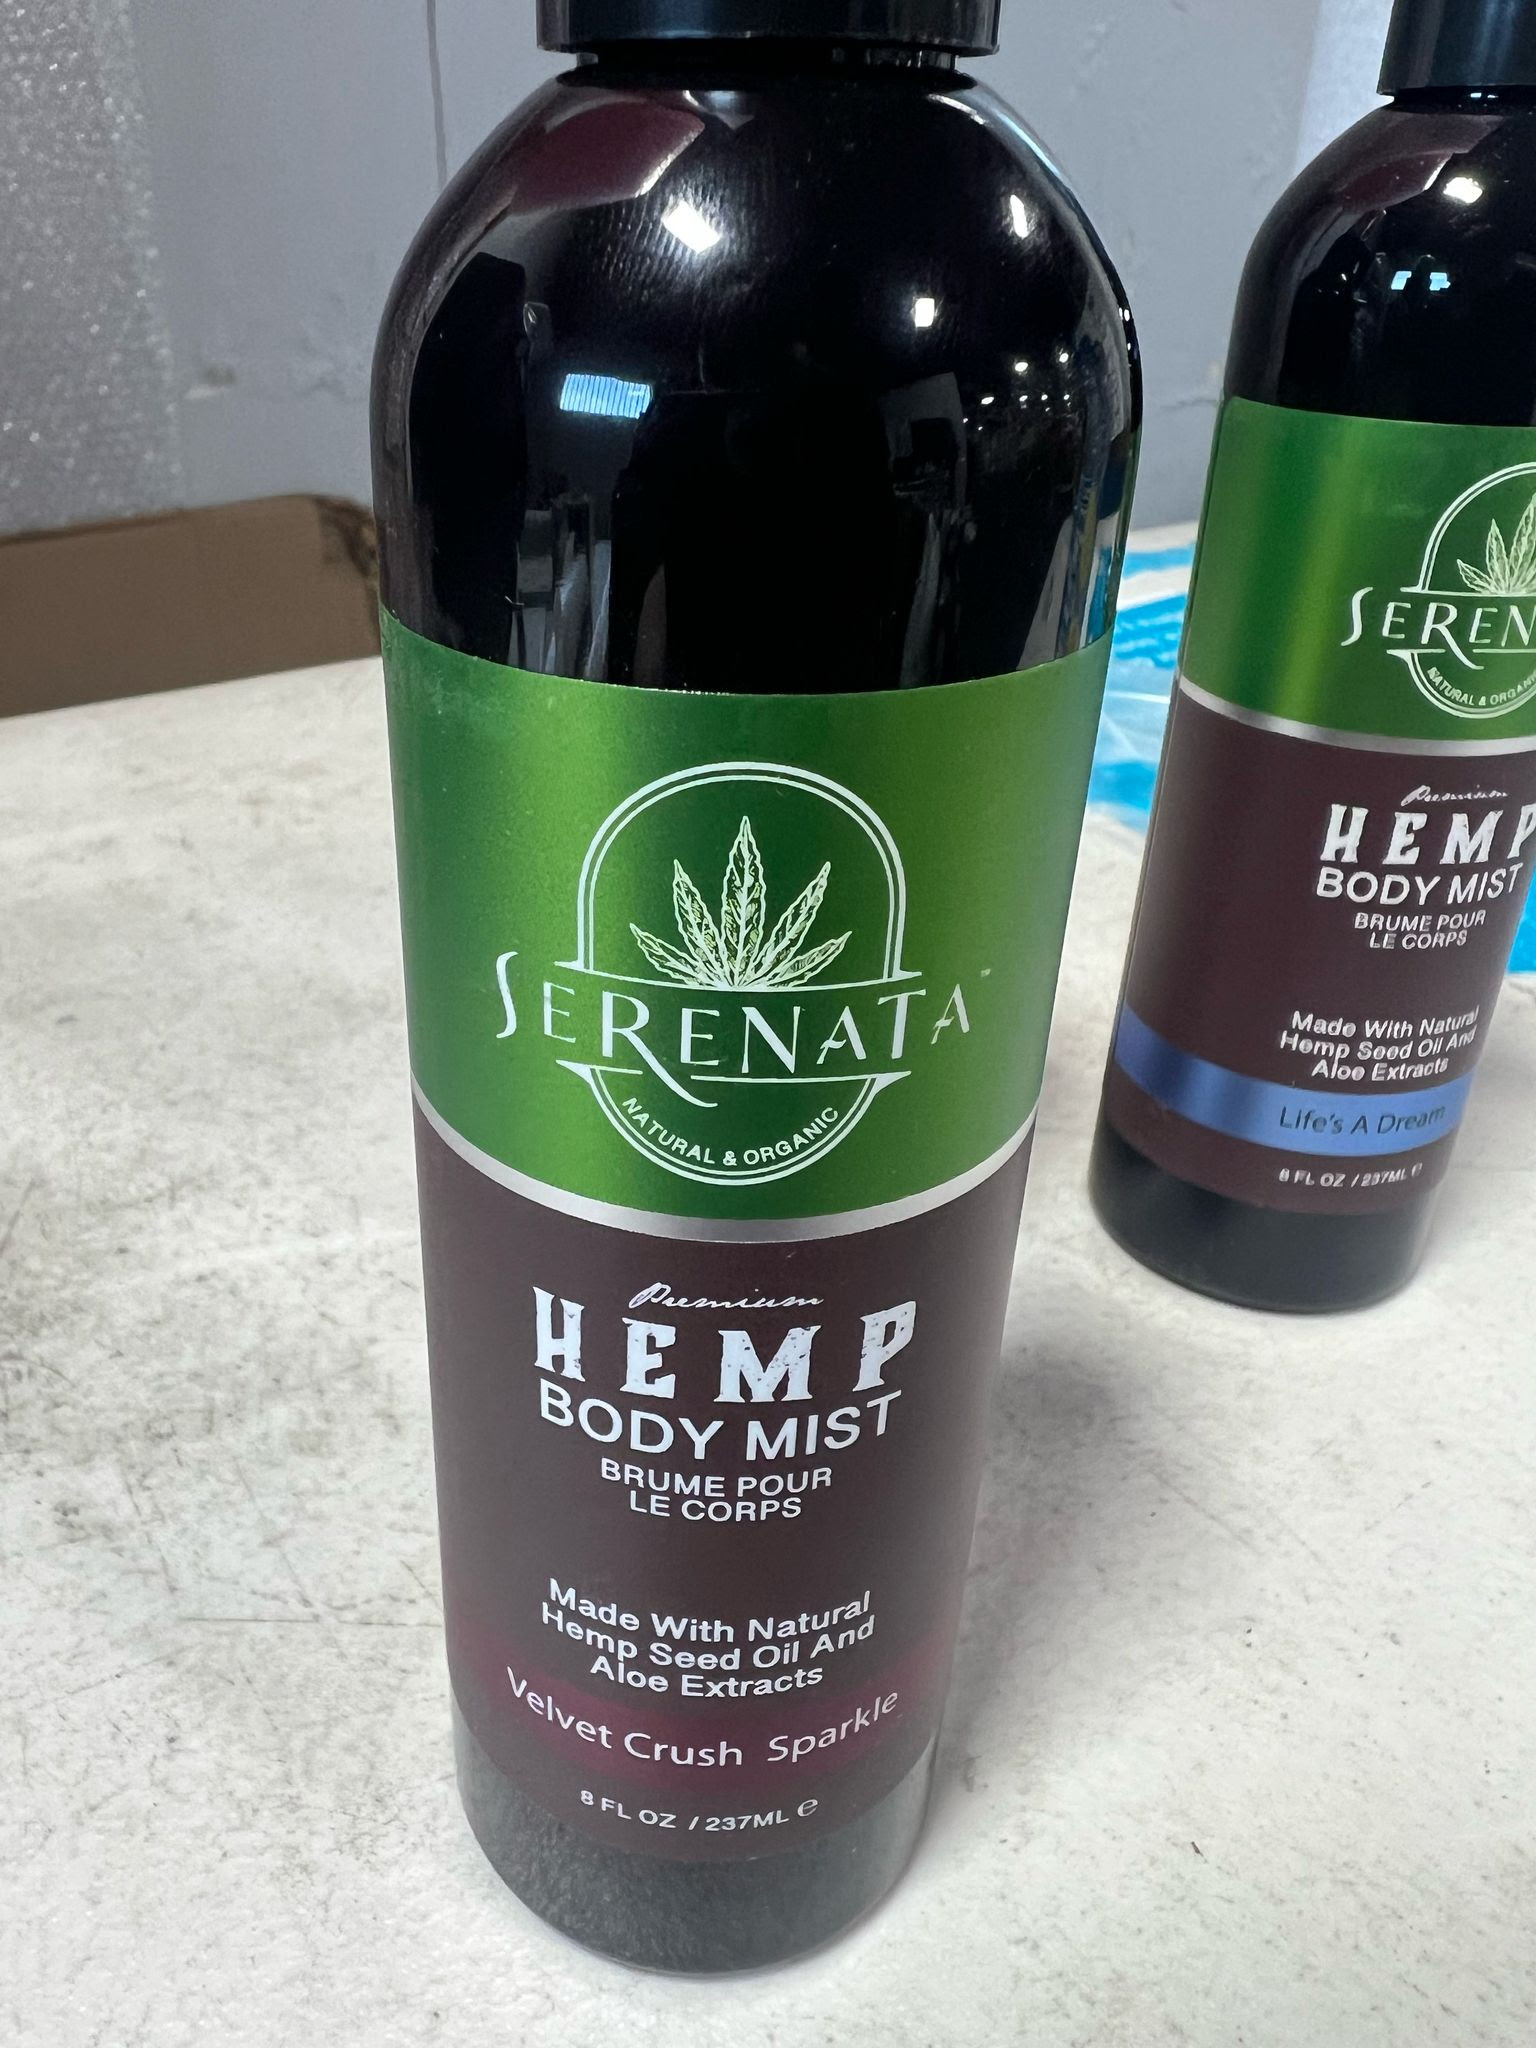 SERENATA™
NATURAL & ORGANIC
Premium
HEMP
BODY MIST
BRUME POUR
LE CORPS
Made With Natural
Hemp Seed Oil And
Aloe Extracts
Velvet Crush Sparkle
8 FL OZ / 237ML ℮
SEREN
NATURAL & ORGANIC
Premium
HEMP
BODY MIST
BRUME POUR
LE CORPS
Made With Natural
Hemp Seed Oil And
Aloe Extracts
Life's A Dream
8 FL OZ / 237ML ℮